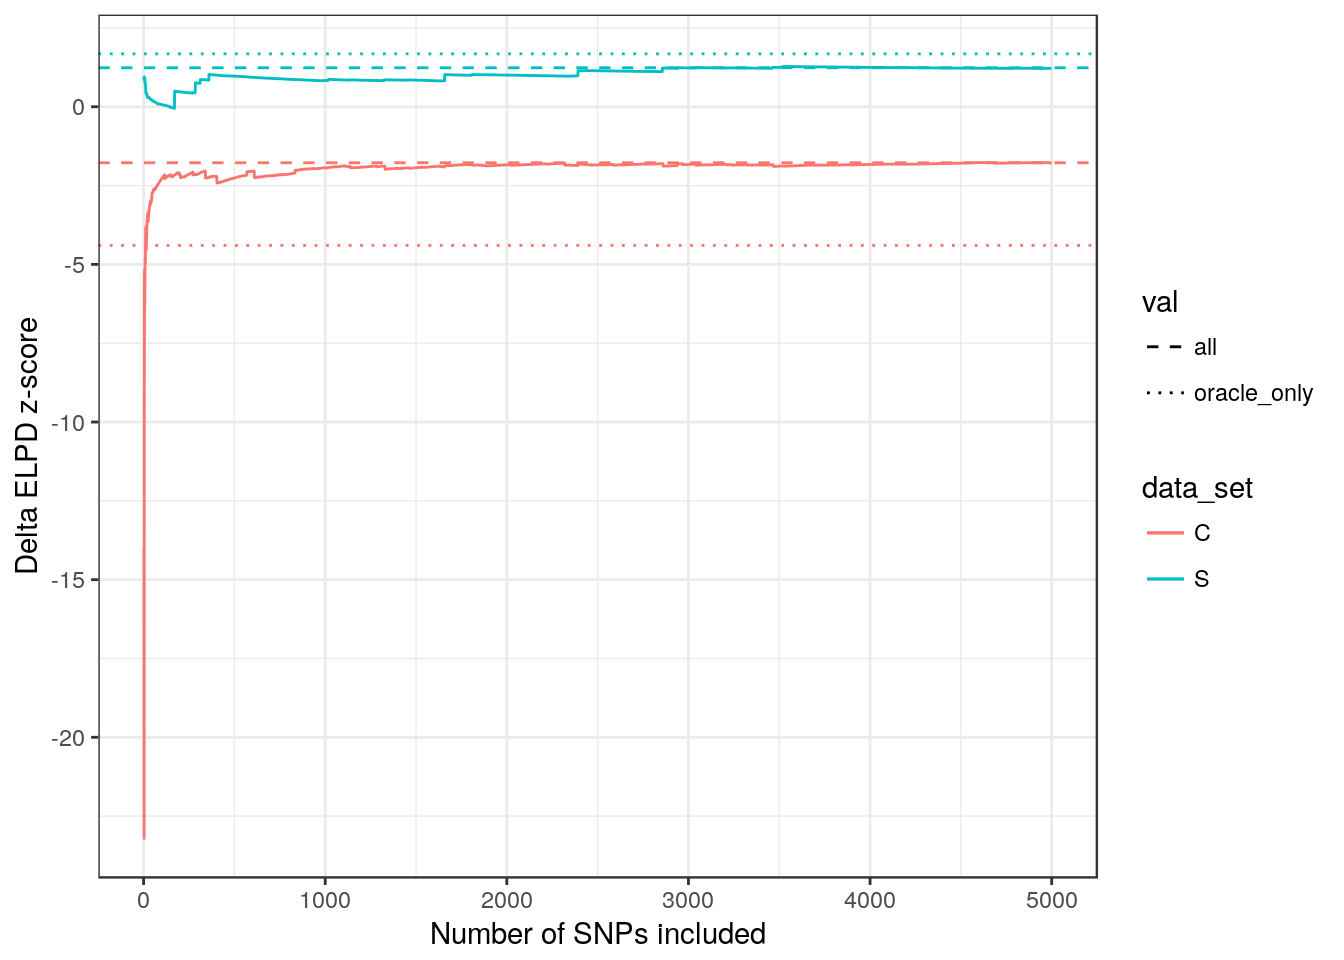 Delta ELPD z-score
0
-5
-10
-15
-20
0
1000
2000
3000
4000
5000
Number of SNPs included
val
all
oracle_only
data_set
C
S